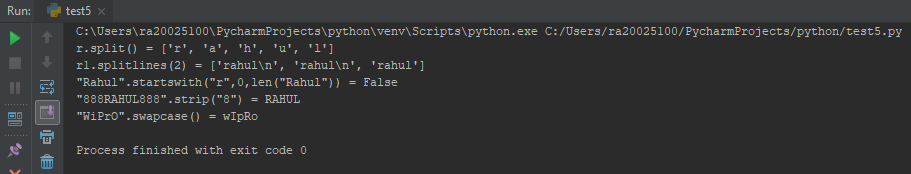 Run: test5
C:\Users\ra20025100\PycharmProjects\python\venv\Scripts\python.exe C:/Users/ra20025100/PycharmProjects/python/test5.py
r.split() = ['r', 'a', 'h', 'u', 'l']
r1.splitlines(2) = ['rahul\n', 'rahul\n', 'rahul']
"Rahul".startswith("r",0,len("Rahul")) = False
"888RAHUL888".strip("8") = RAHUL
"WiPrO".swapcase() = wIpRo
Process finished with exit code 0